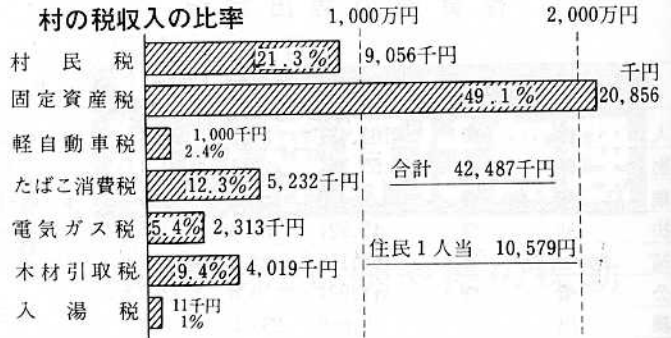 村の税収入の比率
1,000万円
2,000万円
村民税 21.3% 9,056千円
固定資産税 49.1% 20,856千円
軽自動車税 1,000千円
2.4%
たばこ消費税 12.3% 5,232千円
合計 42,487千円
電気ガス税 5.4% 2,313千円
住民1人当 10,579円
木材引取税 9.4% 4,019千円
入湯税 11千円
1%